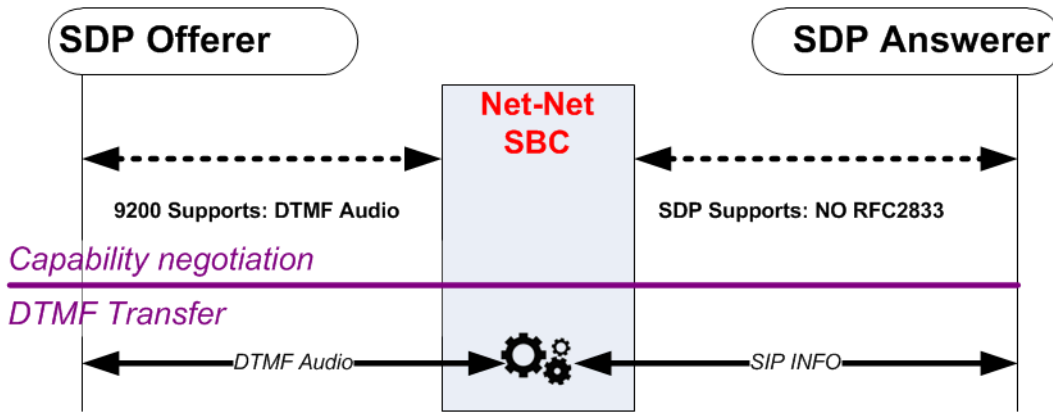 SDP Offerer
SDP Answerer
Net-Net
SBC
9200 Supports: DTMF Audio
SDP Supports: NO RFC2833
Capability negotiation
DTMF Transfer
DTMF Audio
SIP INFO